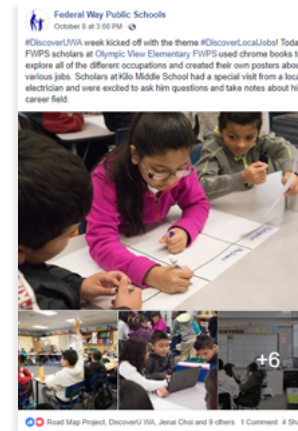 Federal Way Public Schools
October 8 at 3:00 PM
#DiscoverUWA week kicked off with the theme #DiscoverLocalJobs! Toda
FWPS scholars at Olympic View Elementary FWPS used chrome books t
explore all of the different occupations and created their own posters abou
various jobs. Scholars at Kilo Middle School had a special visit from a loca
electrician and were excited to ask him questions and take notes about hi
career field.
+6
Road Map Project, DiscoverU WA, Jenai Choi and 9 others 1 Comment 4 Sha